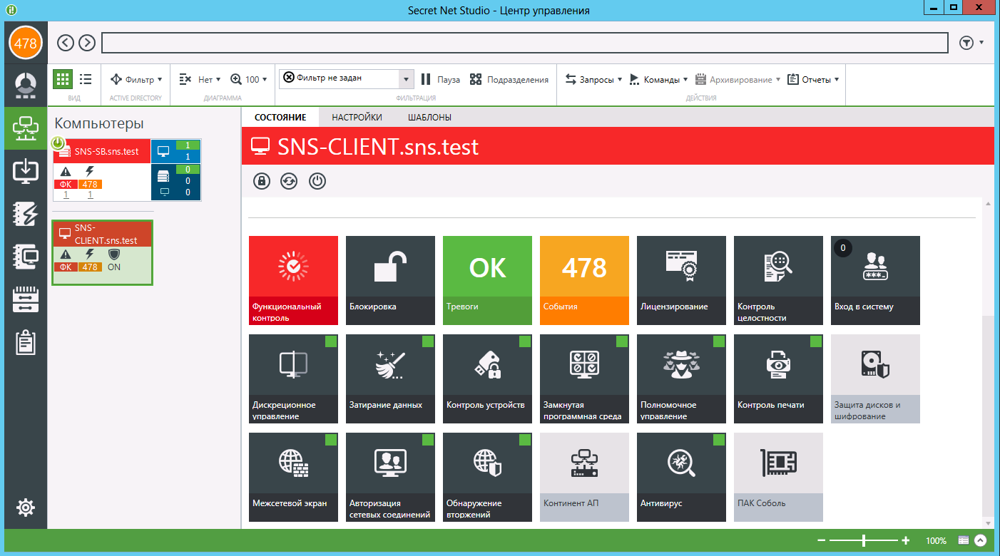 Secret Net Studio - Центр управления
478
Нет
Фильтр
100
Фильтр не задан
Пауза
Подразделения
Запросы
Команды
Архивирование
Отчеты
ВИД
ACTIVE DIRECTORY
ДИАГРАММА
ФИЛЬТРАЦИЯ
ДЕЙСТВИЯ
Компьютеры
SNS-SB.sns.test
1
1
ФК 478
1 1
0
0
0
SNS-
CLIENT.sns.test
ФК 478 ON
СОСТОЯНИЕ НАСТРОЙКИ ШАБЛОНЫ
SNS-CLIENT.sns.test
Функциональный
контроль
Блокировка
OK
Тревоги
478
События
Лицензирование
Контроль
целостности
0
***_
Вход в систему
Дискреционное
управление
Затирание данных
Контроль устройств
Замкнутая
программная среда
Полномочное
управление
Контроль печати
Защита дисков и
шифрование
Межсетевой экран
Авторизация
сетевых соединений
Обнаружение
вторжений
Континент АП
Антивирус
ПАК Соболь
100%